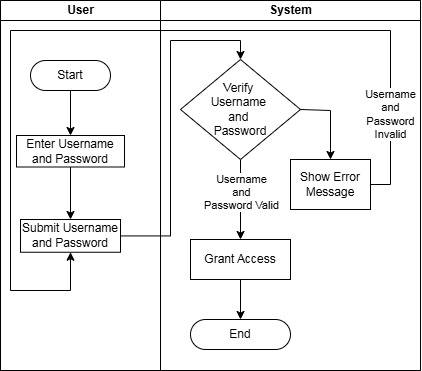 User
System
Start
Enter Username
and Password
Submit Username
and Password
Verify
Username
and
Password
Username
and
Password
Invalid
Show Error
Message
Username
and
Password Valid
Grant Access
End